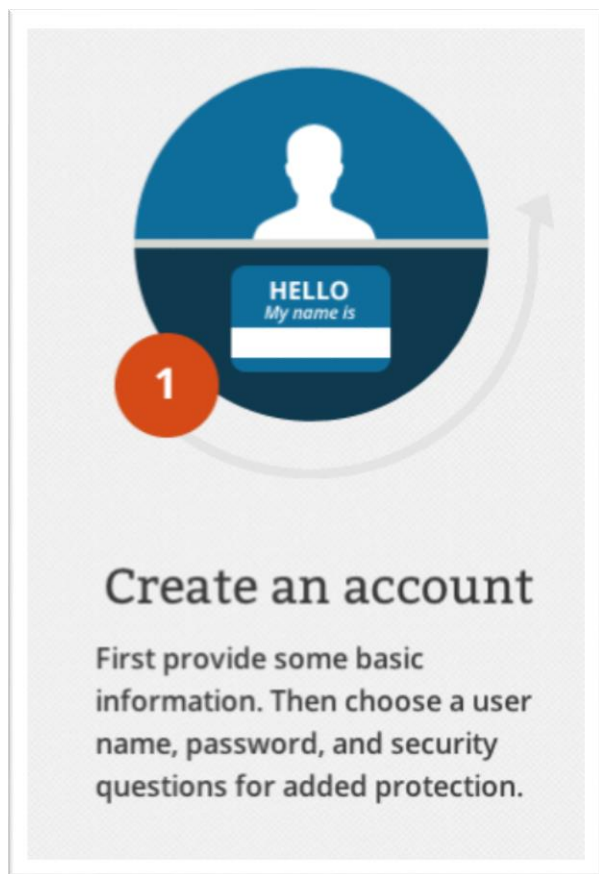 HELLO
My name is
1
Create an account
First provide some basic
information. Then choose a user
name, password, and security
questions for added protection.